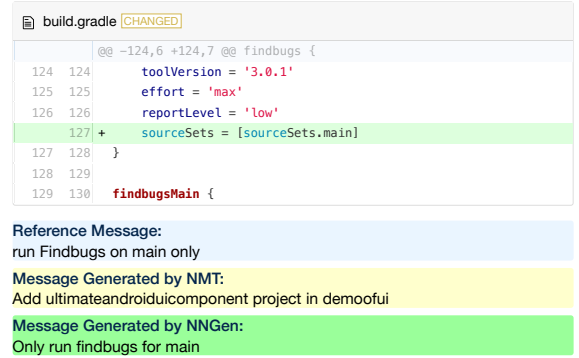 build.gradle CHANGED
@@ -124,6 +124,7 @@ findbugs {
124 124 toolVersion = '3.0.1'
125 125 effort = 'max'
126 126 reportLevel = 'low'
127 + sourceSets = [sourceSets.main]
127 128 }
128 129
129 130 findbugsMain {
Reference Message:
run Findbugs on main only
Message Generated by NMT:
Add ultimateandroiduicomponent project in demoofui
Message Generated by NNGen:
Only run findbugs for main